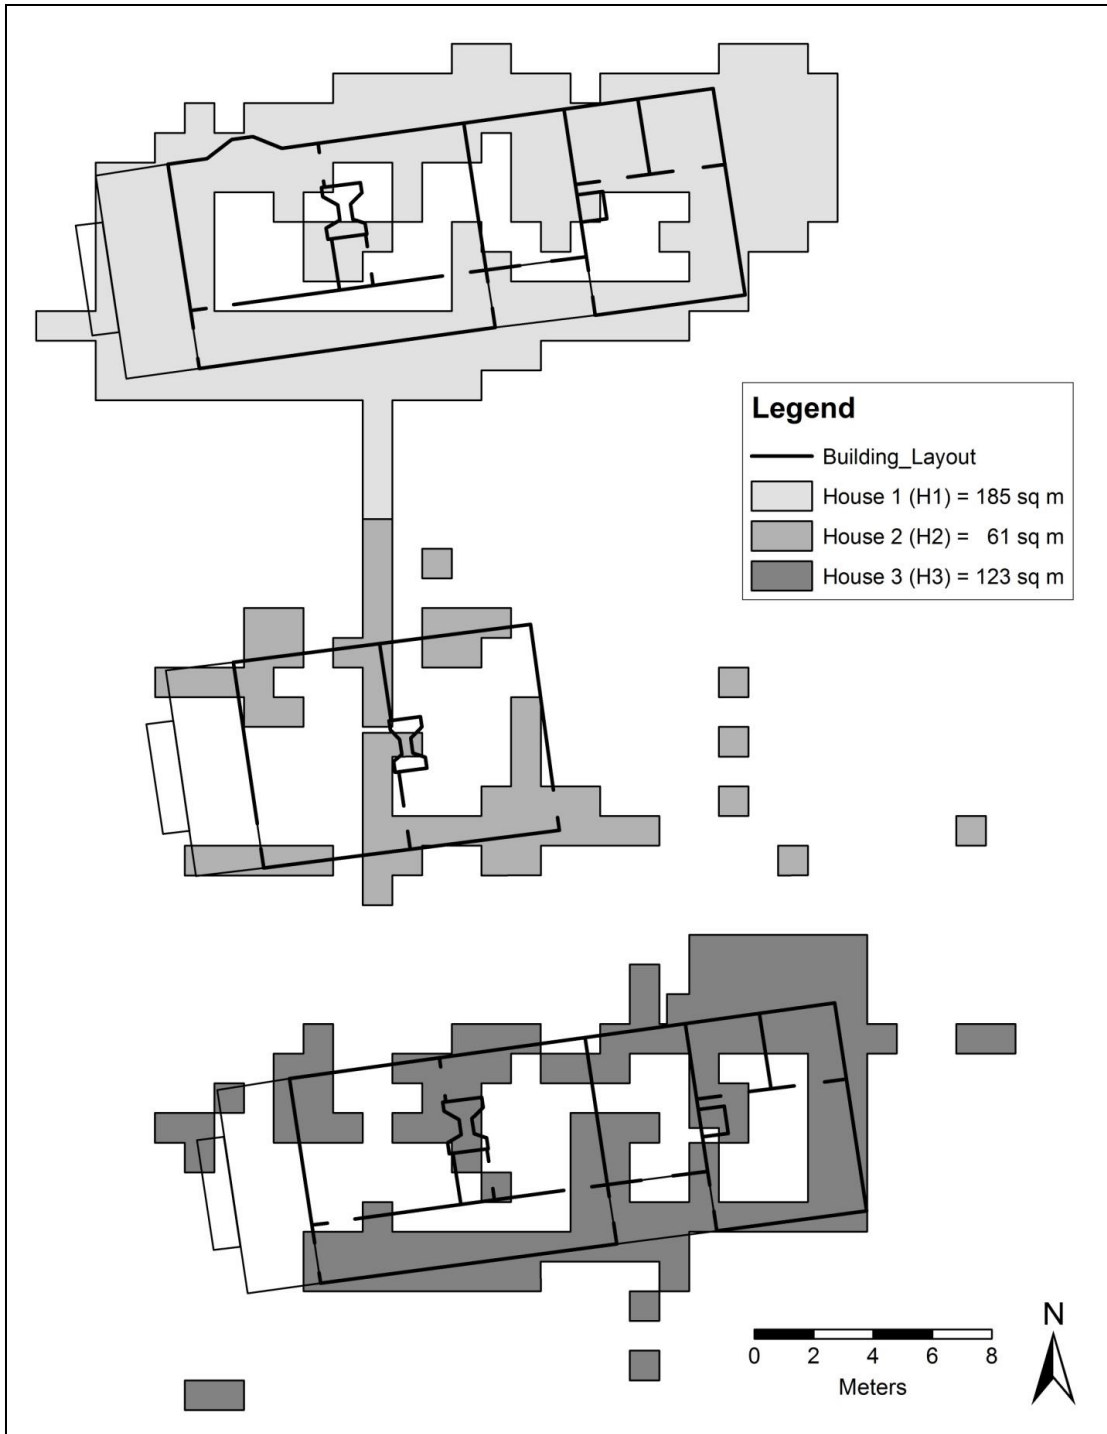 Legend
Building_Layout
House 1 (H1) = 185 sq m
House 2 (H2) =   61 sq m
House 3 (H3) = 123 sq m
N
0 2 4 6 8
Meters